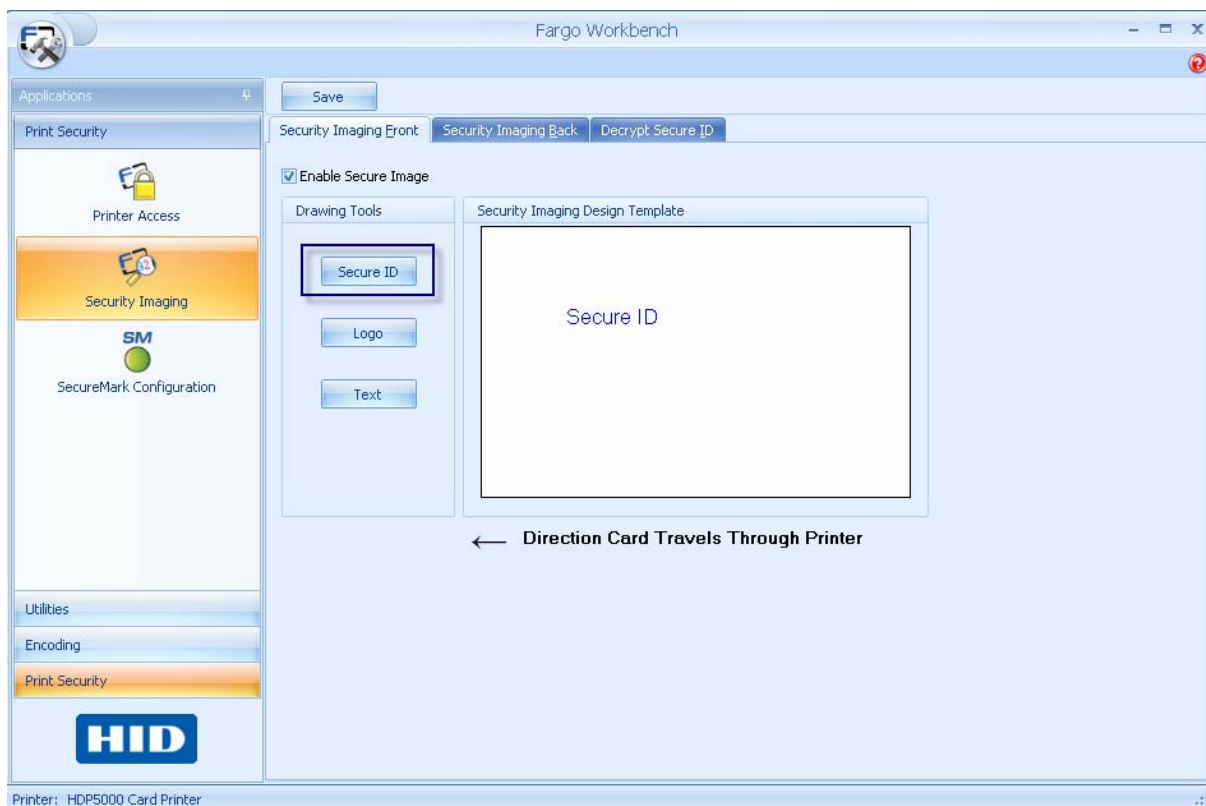 Fargo Workbench
Applications
Print Security
Printer Access
Security Imaging
SM
SecureMark Configuration
Utilities
Encoding
Print Security
HID
Save
Security Imaging Front
Security Imaging Back
Decrypt Secure ID
Enable Secure Image
Drawing Tools
Secure ID
Logo
Text
Security Imaging Design Template
Secure ID
← Direction Card Travels Through Printer
Printer: HDP5000 Card Printer